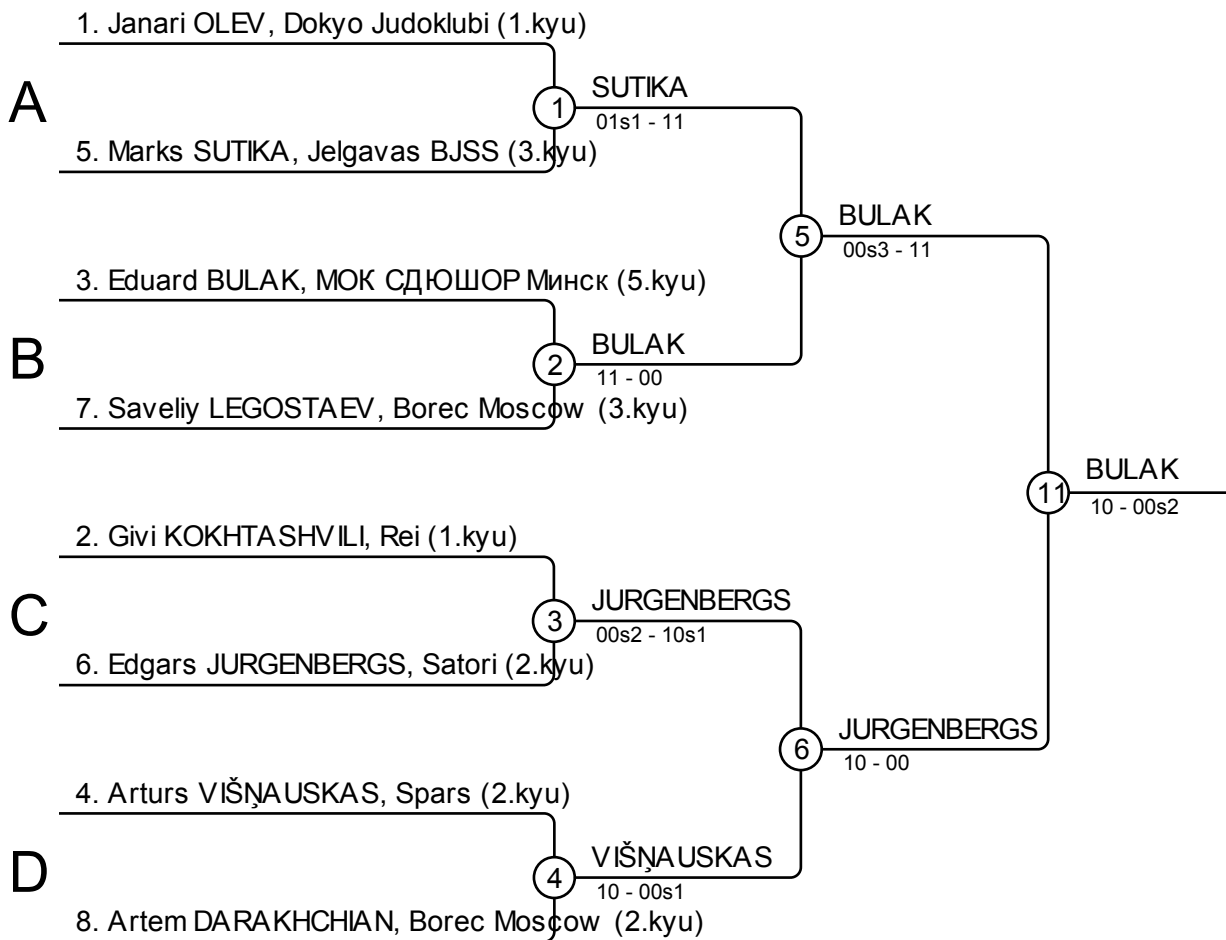 1. Janari OLEV, Dokyo Judoklubi (1.kyu)
A
1
SUTIKA
01s1 - 11
5. Marks SUTIKA, Jelgavas BJSS (3.kyu)
5
BULAK
00s3 - 11
3. Eduard BULAK, МОК СДЮШОР Минск (5.kyu)
B
2
BULAK
11 - 00
7. Saveliy LEGOSTAEV, Borec Moscow (3.kyu)
11
BULAK
10 - 00s2
2. Givi KOKHTASHVILI, Rei (1.kyu)
C
3
JURGENBERGS
00s2 - 10s1
6. Edgars JURGENBERGS, Satori (2.kyu)
6
JURGENBERGS
10 - 00
4. Arturs VIŠŅAUSKAS, Spars (2.kyu)
D
4
VIŠŅAUSKAS
10 - 00s1
8. Artem DARAKHCHIAN, Borec Moscow (2.kyu)